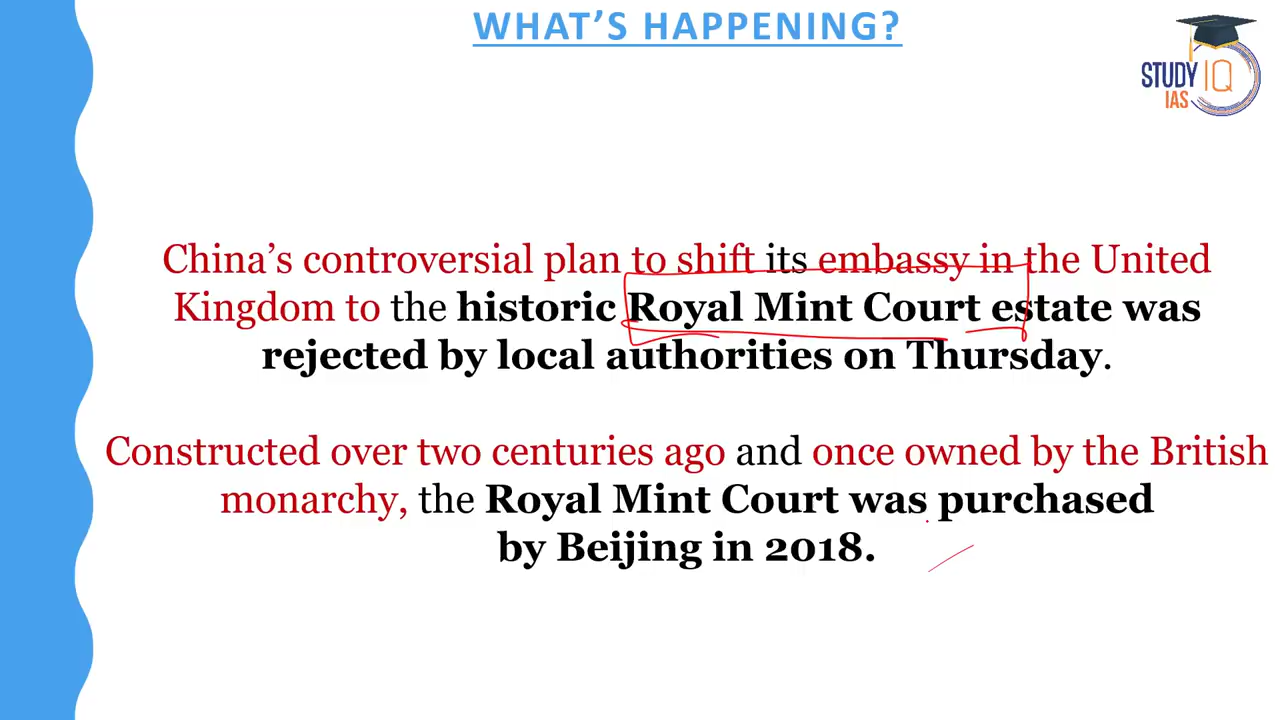 WHAT’S HAPPENING?
STUDY IQ
IAS
China’s controversial plan to shift its embassy in the United
Kingdom to the historic Royal Mint Court estate was
rejected by local authorities on Thursday.
Constructed over two centuries ago and once owned by the British
monarchy, the Royal Mint Court was purchased
by Beijing in 2018.